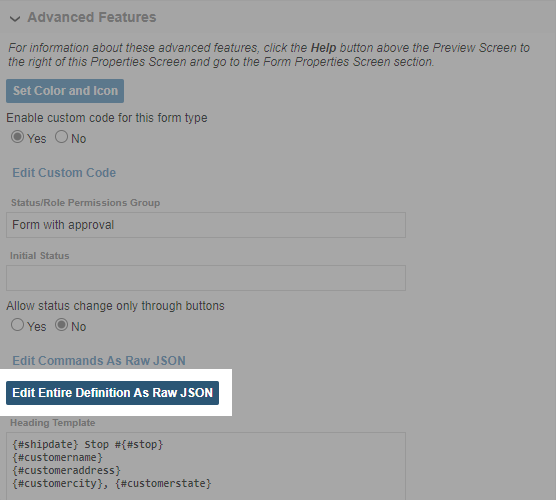 Advanced Features
For information about these advanced features, click the Help button above the Preview Screen to
the right of this Properties Screen and go to the Form Properties Screen section.
Set Color and Icon
Enable custom code for this form type
Yes No
Edit Custom Code
Status/Role Permissions Group
Form with approval
Initial Status
Allow status change only through buttons
Yes No
Edit Commands As Raw JSON
Edit Entire Definition As Raw JSON
Heading Template
{#shipdate} Stop #{#stop}
{#customername}
{#customeraddress}
{#customercity}, {#customerstate}